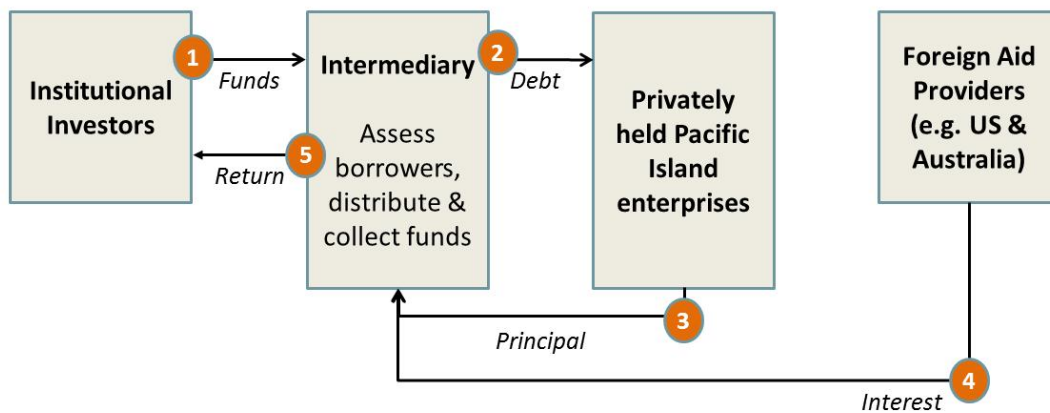 Institutional
Investors
1
Funds
5
Return
Intermediary
Assess
borrowers,
distribute &
collect funds
2
Debt
Privately
held Pacific
Island
enterprises
3
Principal
Foreign Aid
Providers
(e.g. US &
Australia)
4
Interest